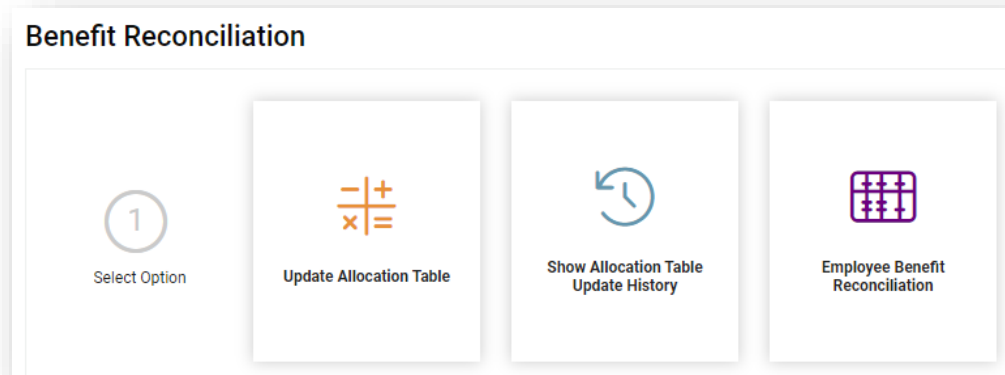 Benefit Reconciliation
1
Select Option
Update Allocation Table
Show Allocation Table
Update History
Employee Benefit
Reconciliation